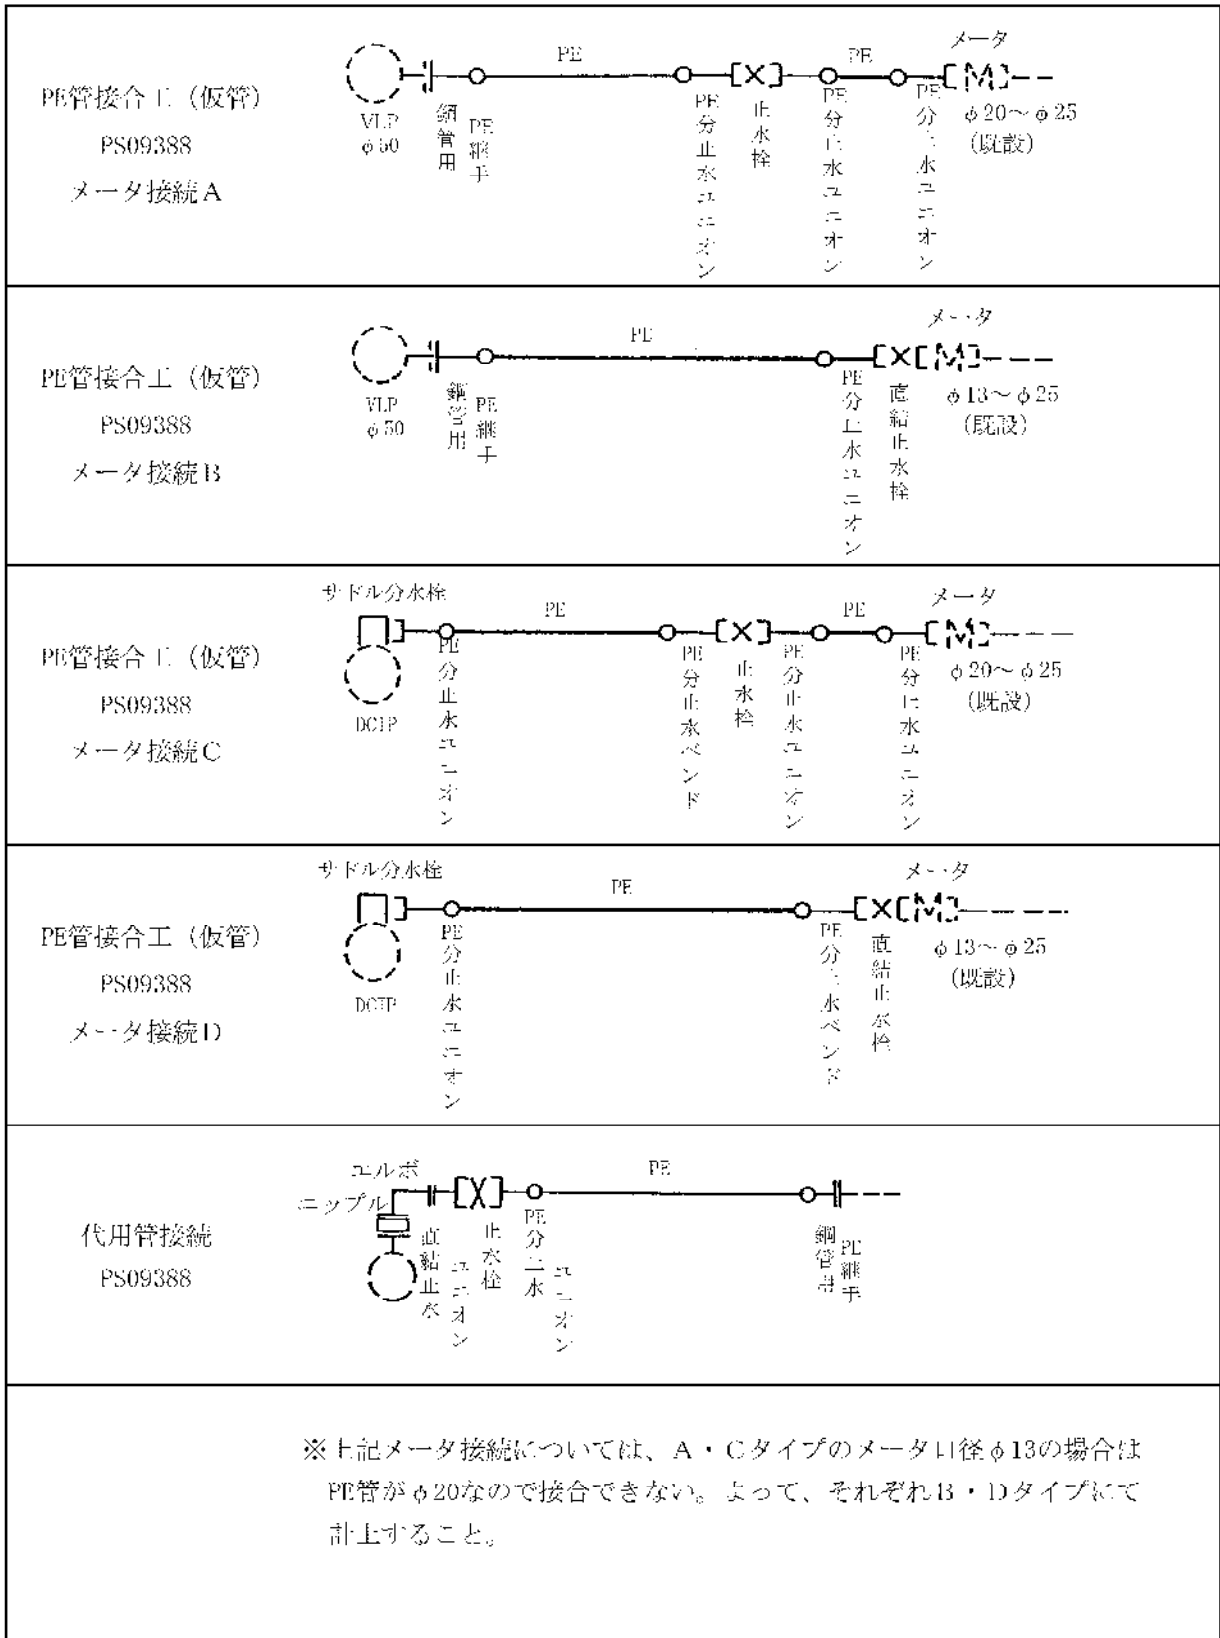 PE管接合工（仮管）
PS09388
メータ接続A
PE
PE
メータ
VLP
φ50
鋼管用
PE継手
PE分止水ユニオン
止水栓
PE分止水ユニオン
PE分止水ユニオン
φ20～φ25
(既設)
PE管接合工（仮管）
PS09388
メータ接続B
PE
メータ
VLP
φ50
鋼管用
PE継手
PE分止水ユニオン
直結止水栓
φ13～φ25
(既設)
PE管接合工（仮管）
PS09388
メータ接続C
サドル分水栓
PE
PE
メータ
DCIP
PE分止水ユニオン
PE分止水ベンド
止水栓
PE分止水ユニオン
PE分止水ユニオン
φ20～φ25
(既設)
PE管接合工（仮管）
PS09388
メータ接続D
サドル分水栓
PE
メータ
DCIP
PE分止水ユニオン
PE分止水ベンド
直結止水栓
φ13～φ25
(既設)
代用管接続
PS09388
エルボ
ニップル
PE
直結止水
ユニオン
止水栓
PE分止水
ユニオン
鋼管用
PE継手
※上記メータ接続については、A・Cタイプのメータ口径φ13の場合は
PE管がφ20なので接合できない。よって、それぞれB・Dタイプにて
計上すること。